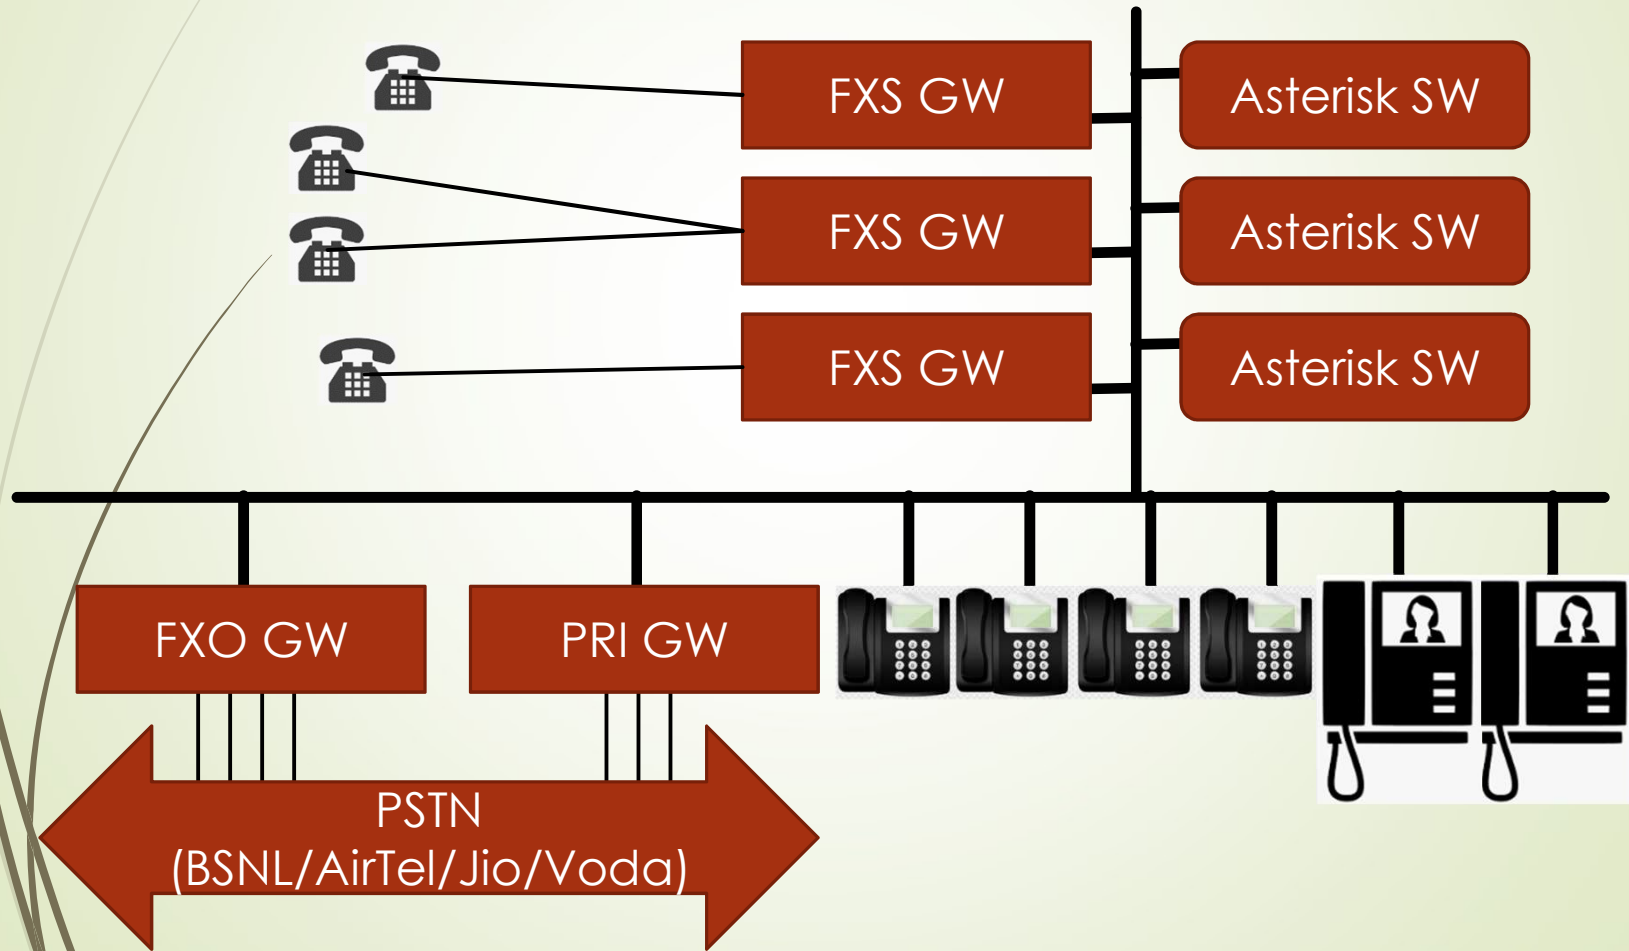 FXS GW
Asterisk SW
FXS GW
Asterisk SW
FXS GW
Asterisk SW
FXO GW
PRI GW
PSTN
(BSNL/AirTel/Jio/Voda)